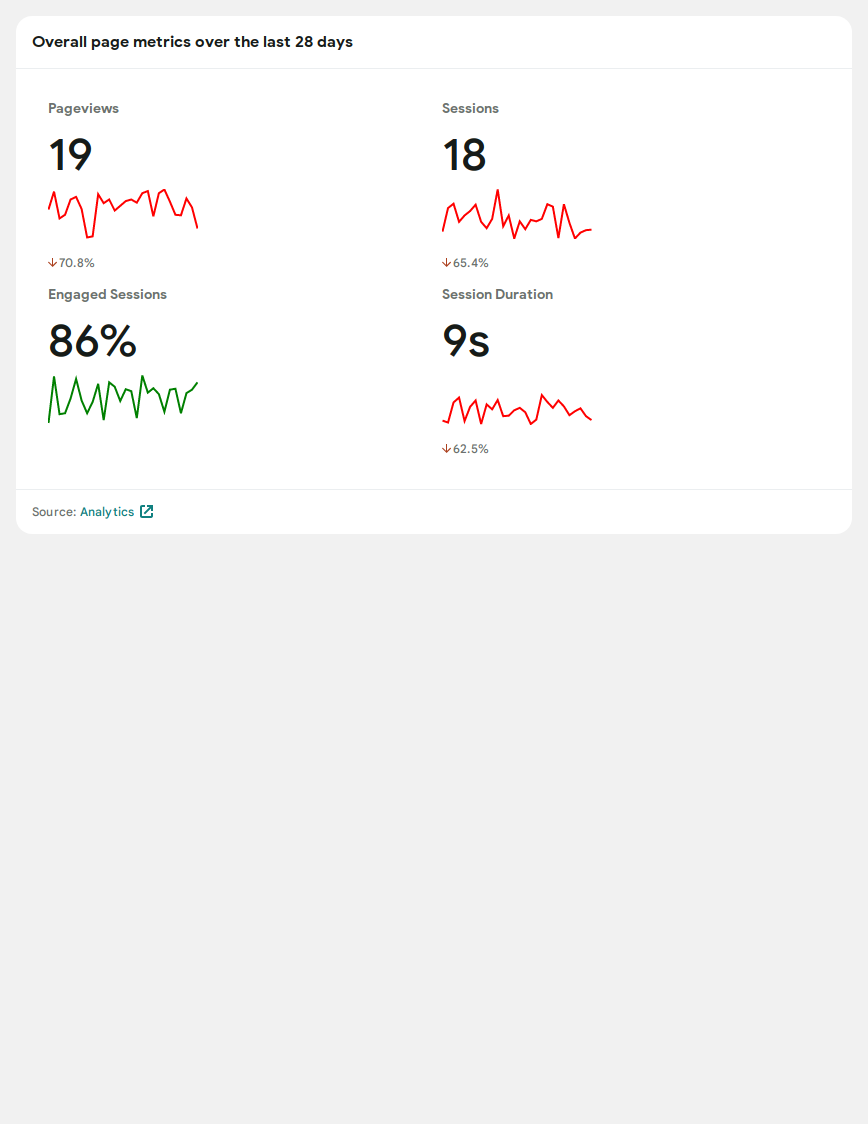 Overall page metrics over the last 28 days
Pageviews
19
↓70.8%
Sessions
18
↓65.4%
Engaged Sessions
86%
Session Duration
9s
↓62.5%
Source: Analytics